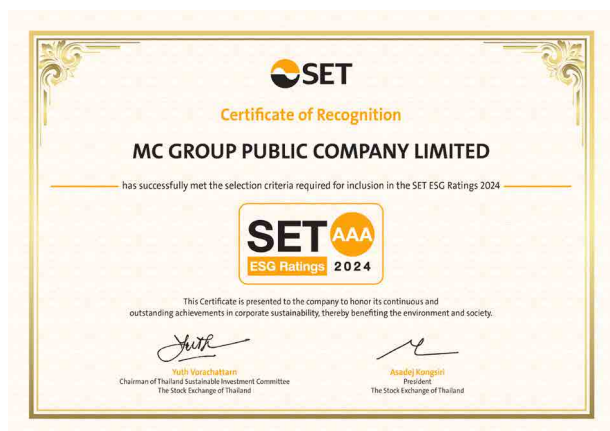 SET
Certificate of Recognition
MC GROUP PUBLIC COMPANY LIMITED
has successfully met the selection criteria required for inclusion in the SET ESG Ratings 2024
SET AAA
ESG Ratings 2024
This Certificate is presented to the company to honor its continuous and
outstanding achievements in corporate sustainability, thereby benefiting the environment and society.
Yuth Vorachattarn
Chairman of Thailand Sustainable Investment Committee
The Stock Exchange of Thailand
Asadej Kongsiri
President
The Stock Exchange of Thailand